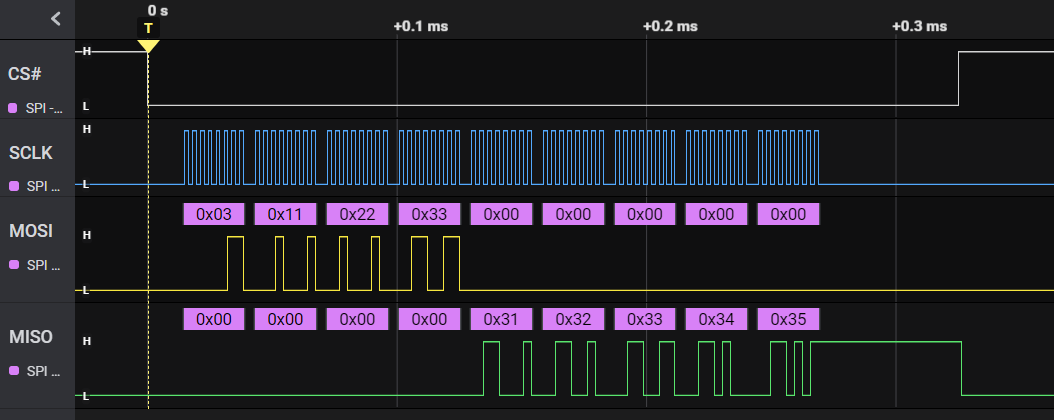 0 s
T
+0.1 ms
+0.2 ms
+0.3 ms
H
CS#
L
SPI -...
H
SCLK
L
SPI ...
0x03 0x11 0x22 0x33 0x00 0x00 0x00 0x00 0x00
MOSI
H
SPI ...
L
0x00 0x00 0x00 0x00 0x31 0x32 0x33 0x34 0x35
MISO
H
SPI ...
L